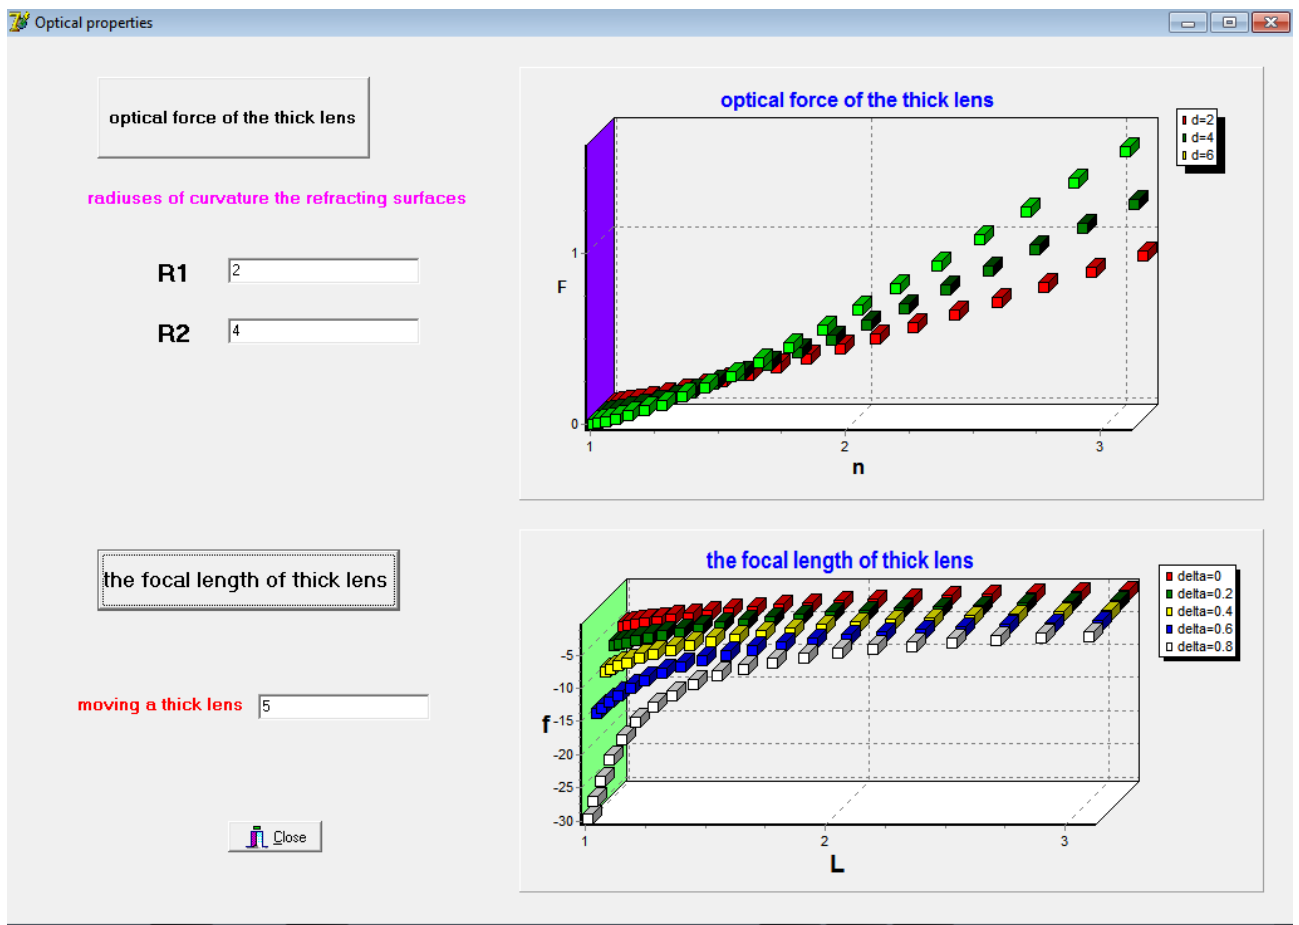 Optical properties
optical force of the thick lens
radiuses of curvature the refracting surfaces
R1
2
R2
4
the focal length of thick lens
moving a thick lens
5
Close
optical force of the thick lens
d=2
d=4
d=6
1
F
0
1
2
3
n
the focal length of thick lens
delta=0
delta=0.2
delta=0.4
delta=0.6
delta=0.8
-5
-10
f
-15
-20
-25
-30
1
2
3
L